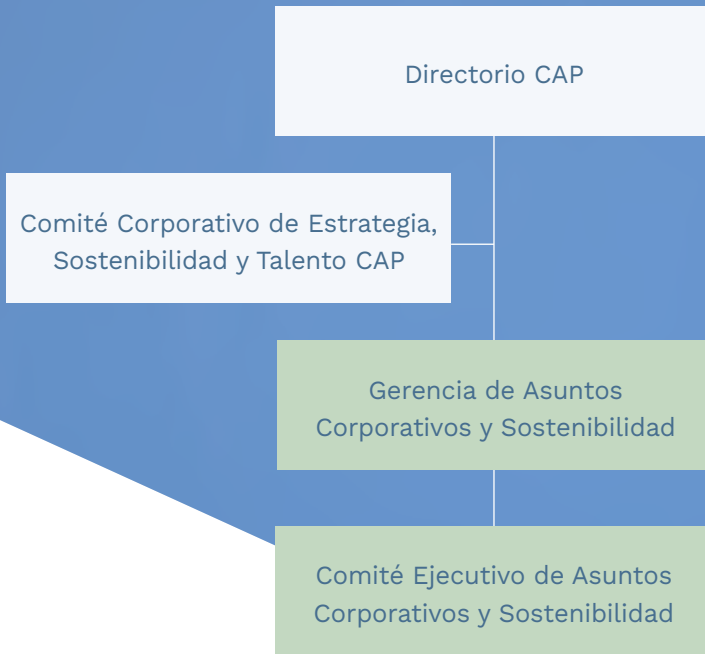 Directorio CAP
Comité Corporativo de Estrategia,
Sostenibilidad y Talento CAP
Gerencia de Asuntos
Corporativos y Sostenibilidad
Comité Ejecutivo de Asuntos
Corporativos y Sostenibilidad